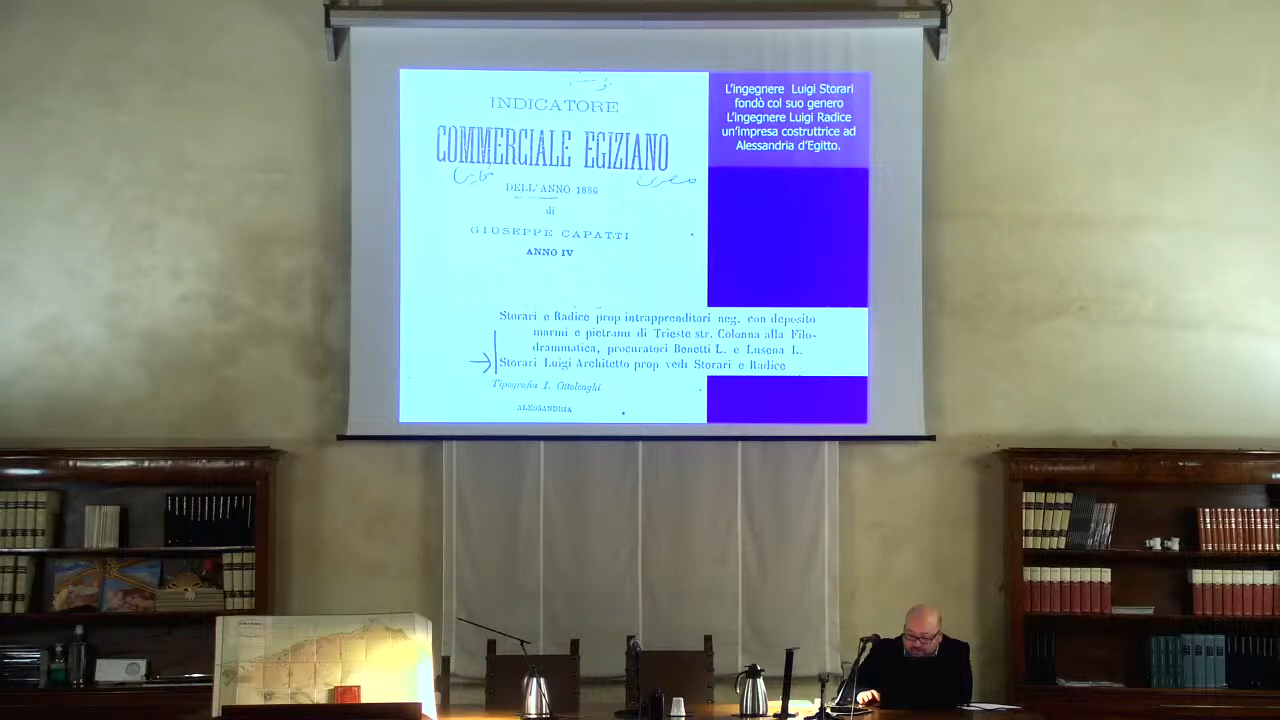 INDICATORE
COMMERCIALE EGIZIANO
DELL'ANNO 1886
di
GIUSEPPE CAPATTI
ANNO IV
Storari e Radice prop intrapprenditori neg. con deposito
marmi e pietrami di Trieste str. Colonna alla Filo-
drammatica, procuratori Benetti L. e Lusena L.
Storari Luigi Architetto prop vedi Storari e Radice
Tipografia I. Ottolenghi
ALESSANDRIA
L'ingegnere Luigi Storari
fondò col suo genero
L'ingegnere Luigi Radice
un'impresa costruttrice ad
Alessandria d'Egitto.